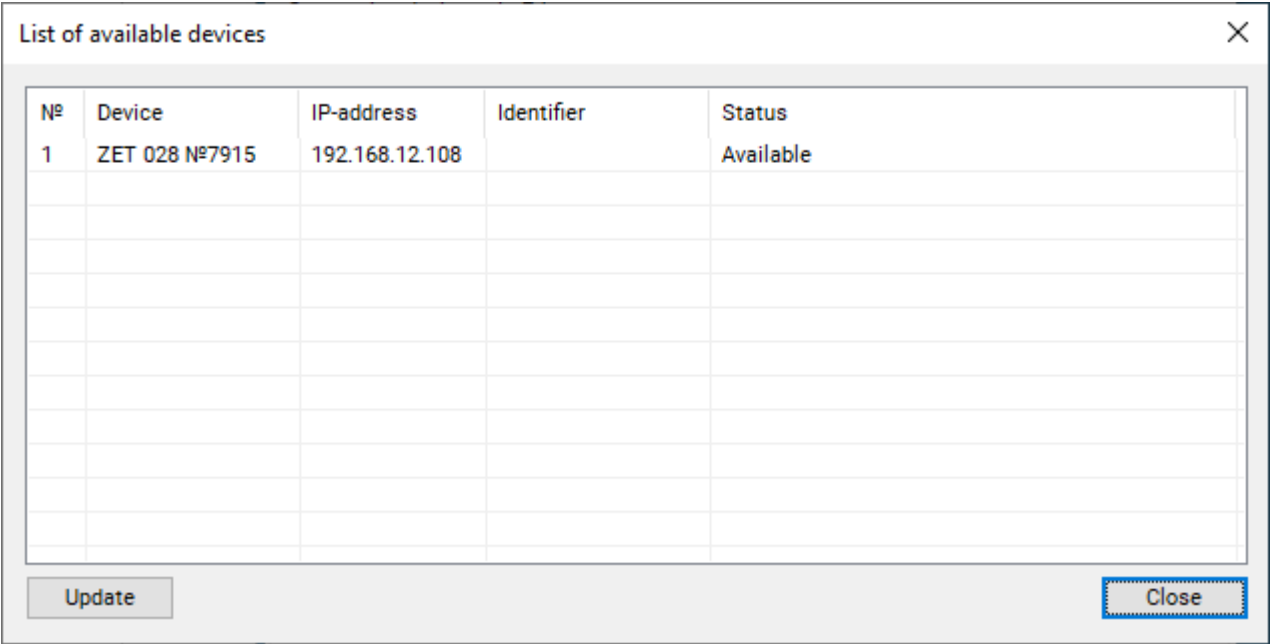 List of available devices
№ Device IP-address Identifier Status
1 ZET 028 №7915 192.168.12.108 Available
Update Close